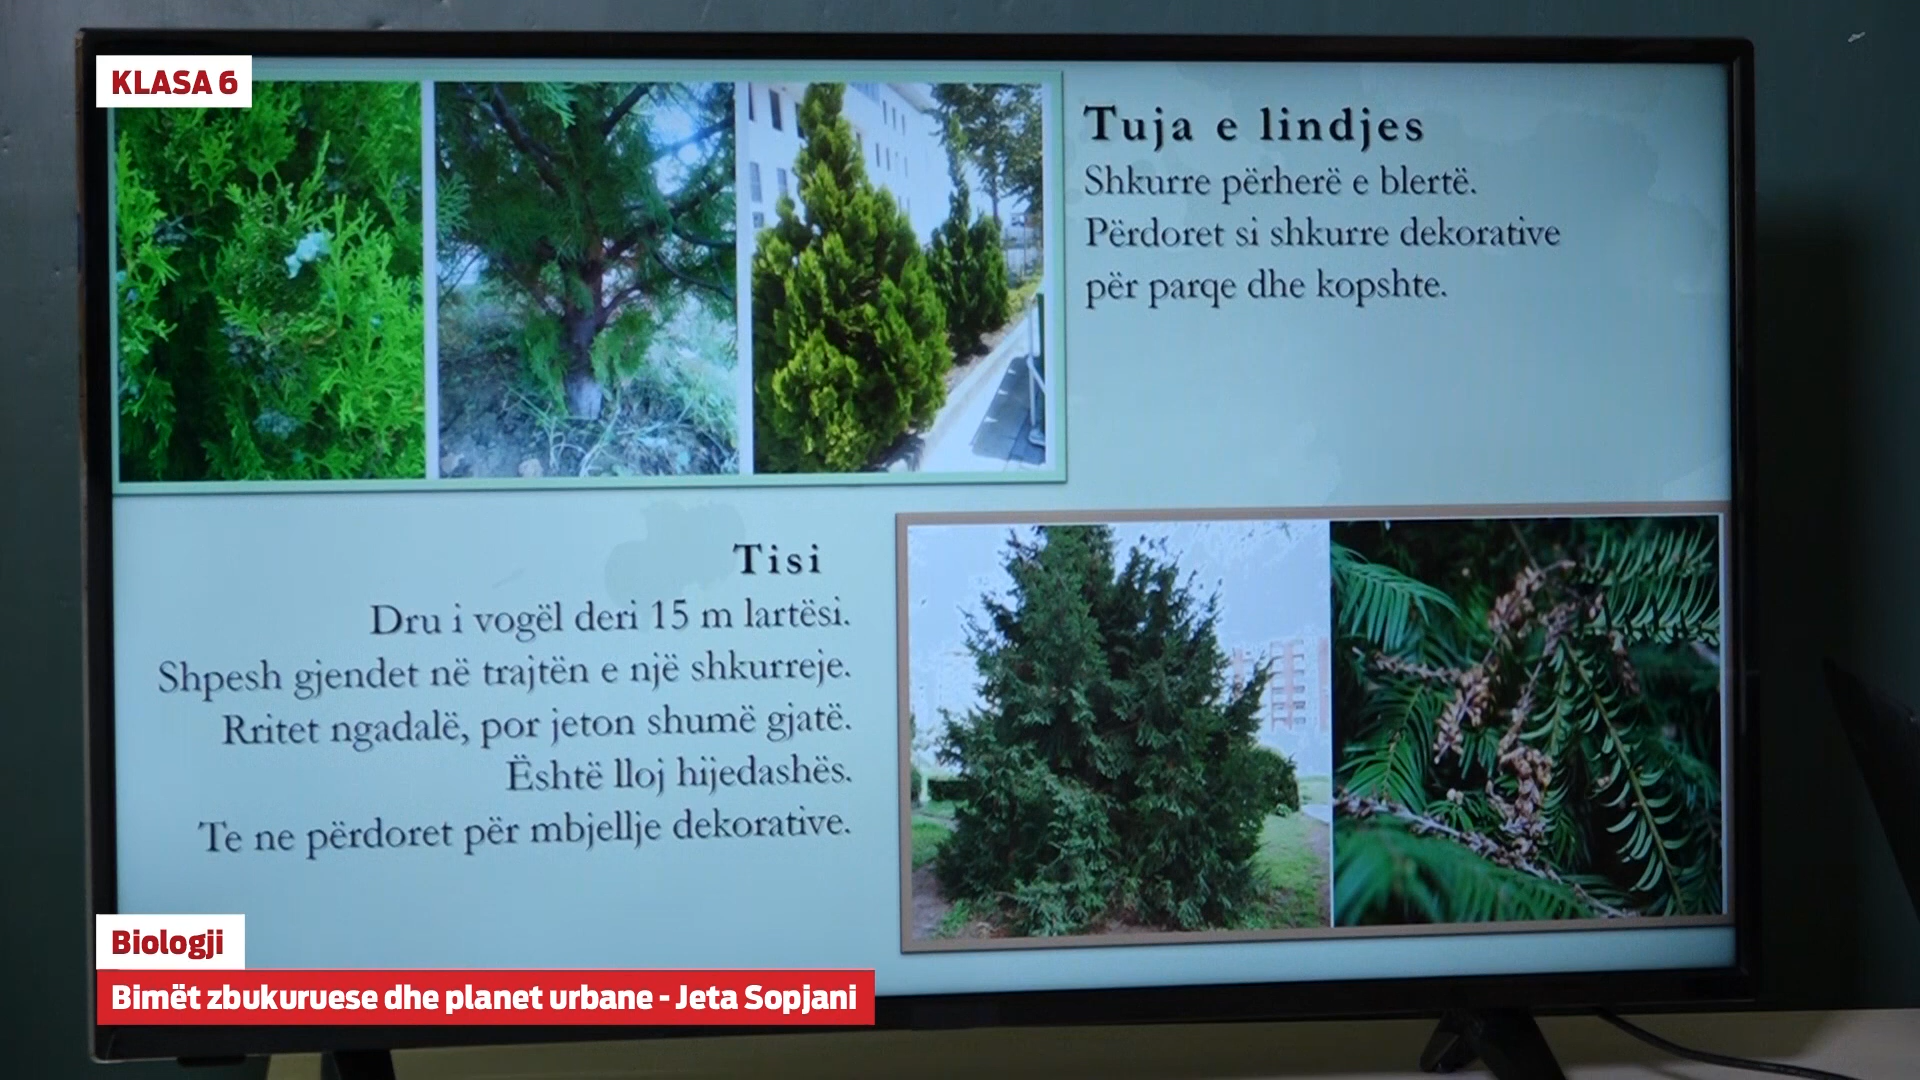 KLASA 6
Tuja e lindjes
Shkurre përherë e blertë.
Përdoret si shkurre dekorative
për parqe dhe kopshte.
Tisi
Dru i vogël deri 15 m lartësi.
Shpesh gjendet në trajtën e një shkurreje.
Rritet ngadalë, por jeton shumë gjatë.
Është lloj hijedashës.
Te ne përdoret për mbjellje dekorative.
Biologji
Bimët zbukuruese dhe planet urbane - Jeta Sopjani